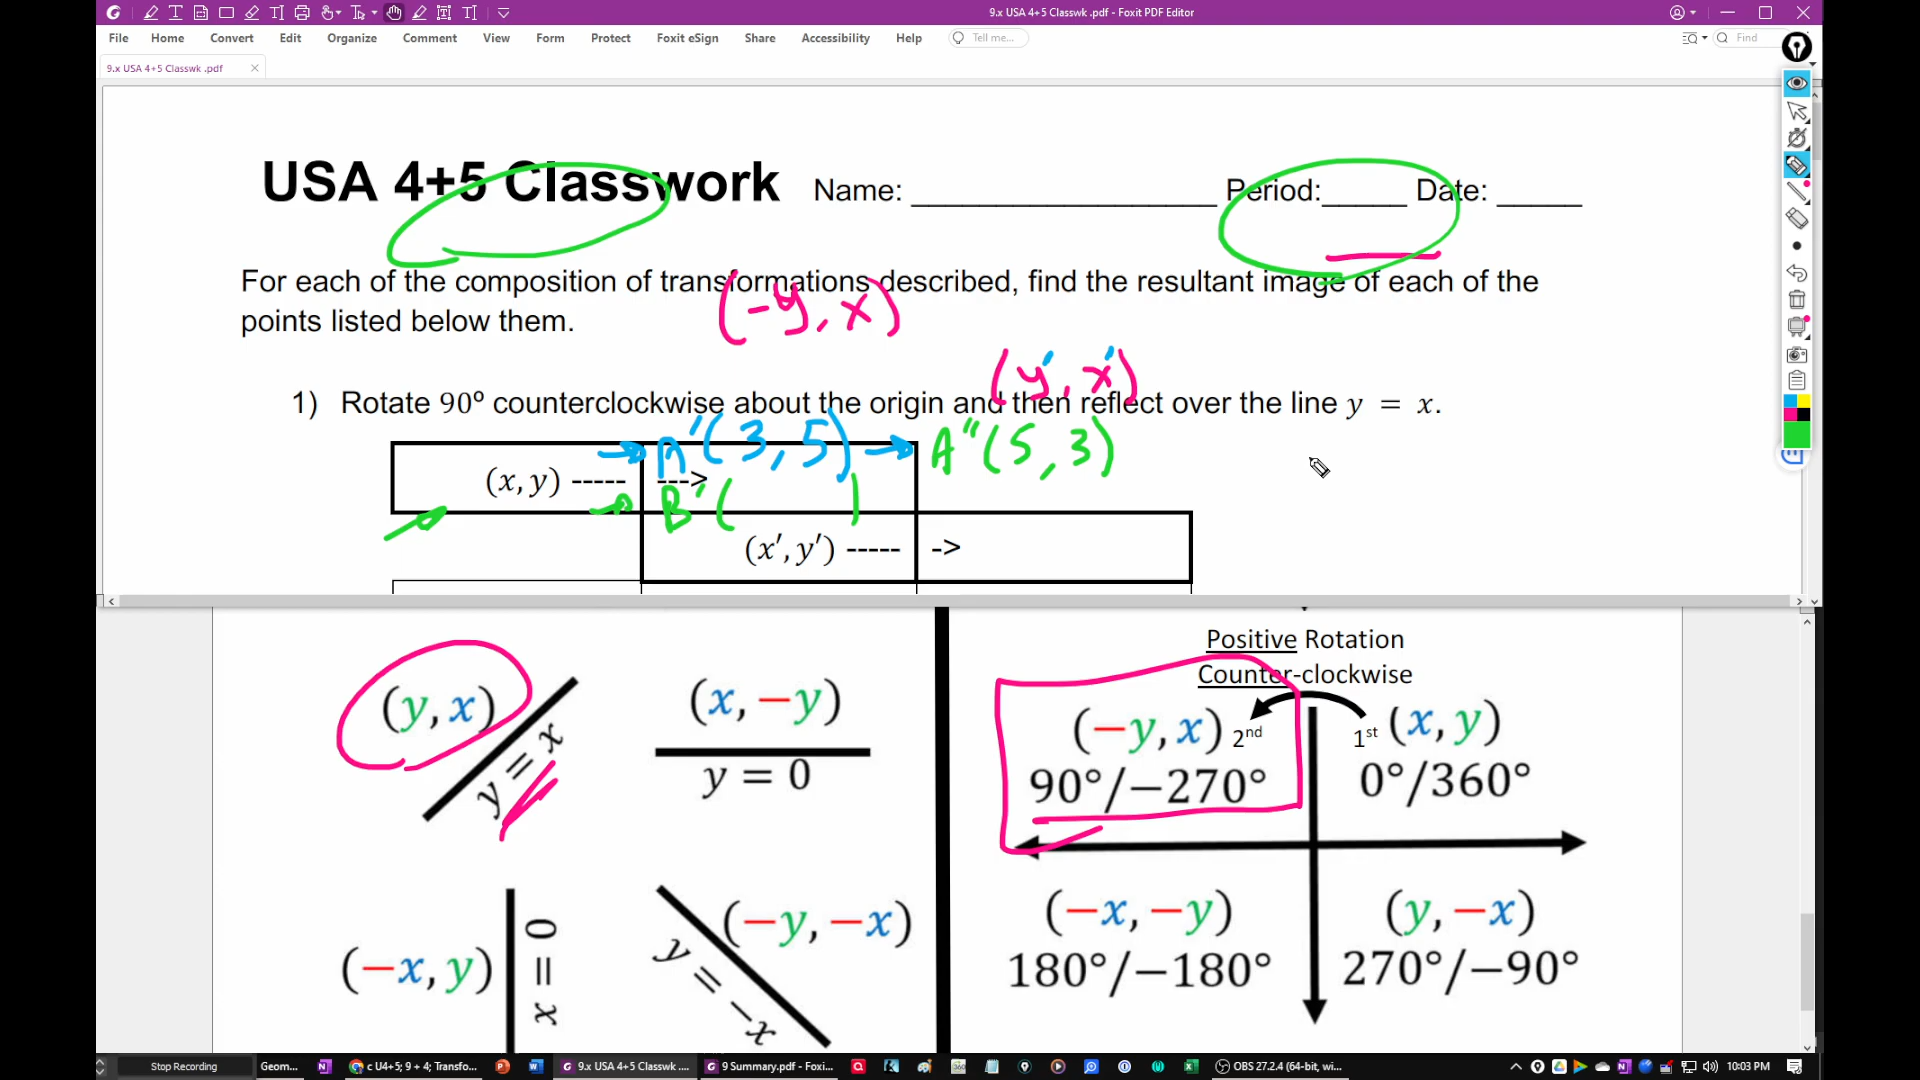 9.x USA 4+5 Classwk .pdf - Foxit PDF Editor
File Home Convert Edit Organize Comment View Form Protect Foxit eSign Share Accessibility Help Tell me... Find
9.x USA 4+5 Classwk .pdf
USA 4+5 Classwork Name: __________________ Period:_____ Date: _____
For each of the composition of transformations described, find the resultant image of each of the
points listed below them.
(-y, x)
(y', x')
1) Rotate 90º counterclockwise about the origin and then reflect over the line y = x.
→ A'(3, 5) → A"(5, 3)
(x, y) ----- --->
→ B'( )
(x′, y′) ----- ->
Positive Rotation
Counter-clockwise
(y, x)
y = x
(x, −y)
y = 0
(−y, x) 2nd
90°/−270°
1st (x, y)
0°/360°
(−x, y)
x = 0
(−y, −x)
y = −x
(−x, −y)
180°/−180°
(y, −x)
270°/−90°
Stop Recording Geom... c U4+5; 9 + 4; Transfo... 9.x USA 4+5 Classwk .... 9 Summary.pdf - Foxi... OBS 27.2.4 (64-bit, wi... 10:03 PM